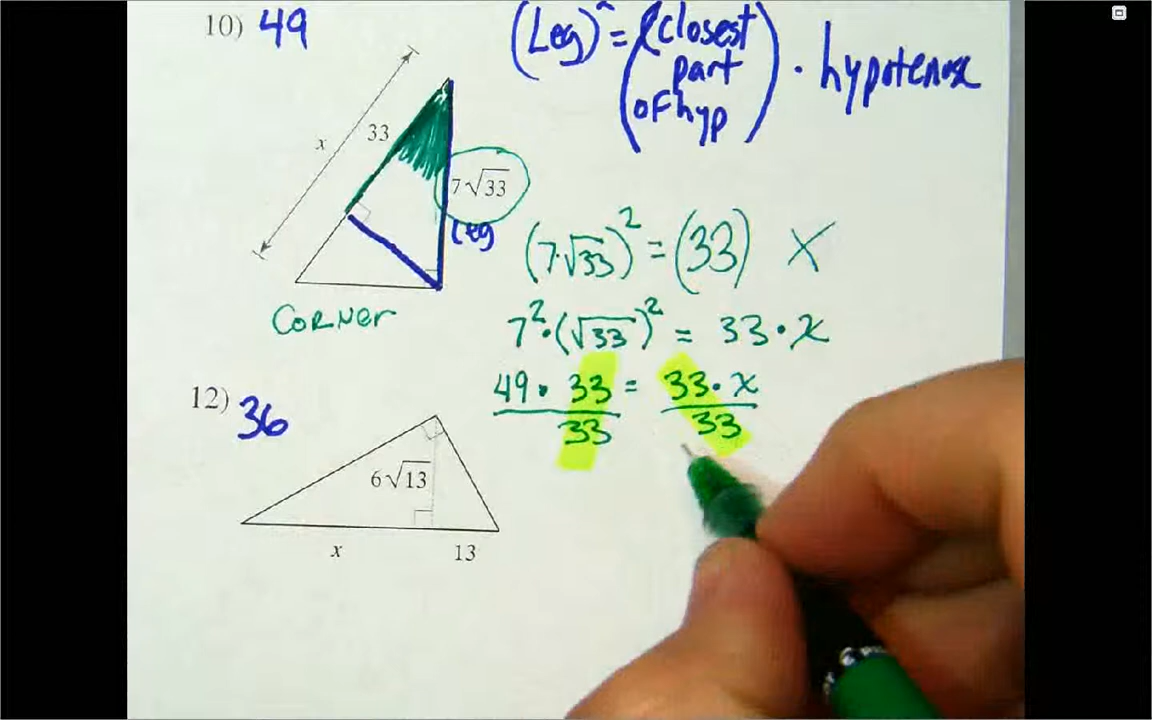 10) 49
(Leg)² = (closest part of hyp) · hypotenuse
x
33
7√33
Leg
(7·√33)² = (33) X
CORNER
7²·(√33)² = 33·x
49·33/33 = 33·x/33
12) 36
6√13
x
13